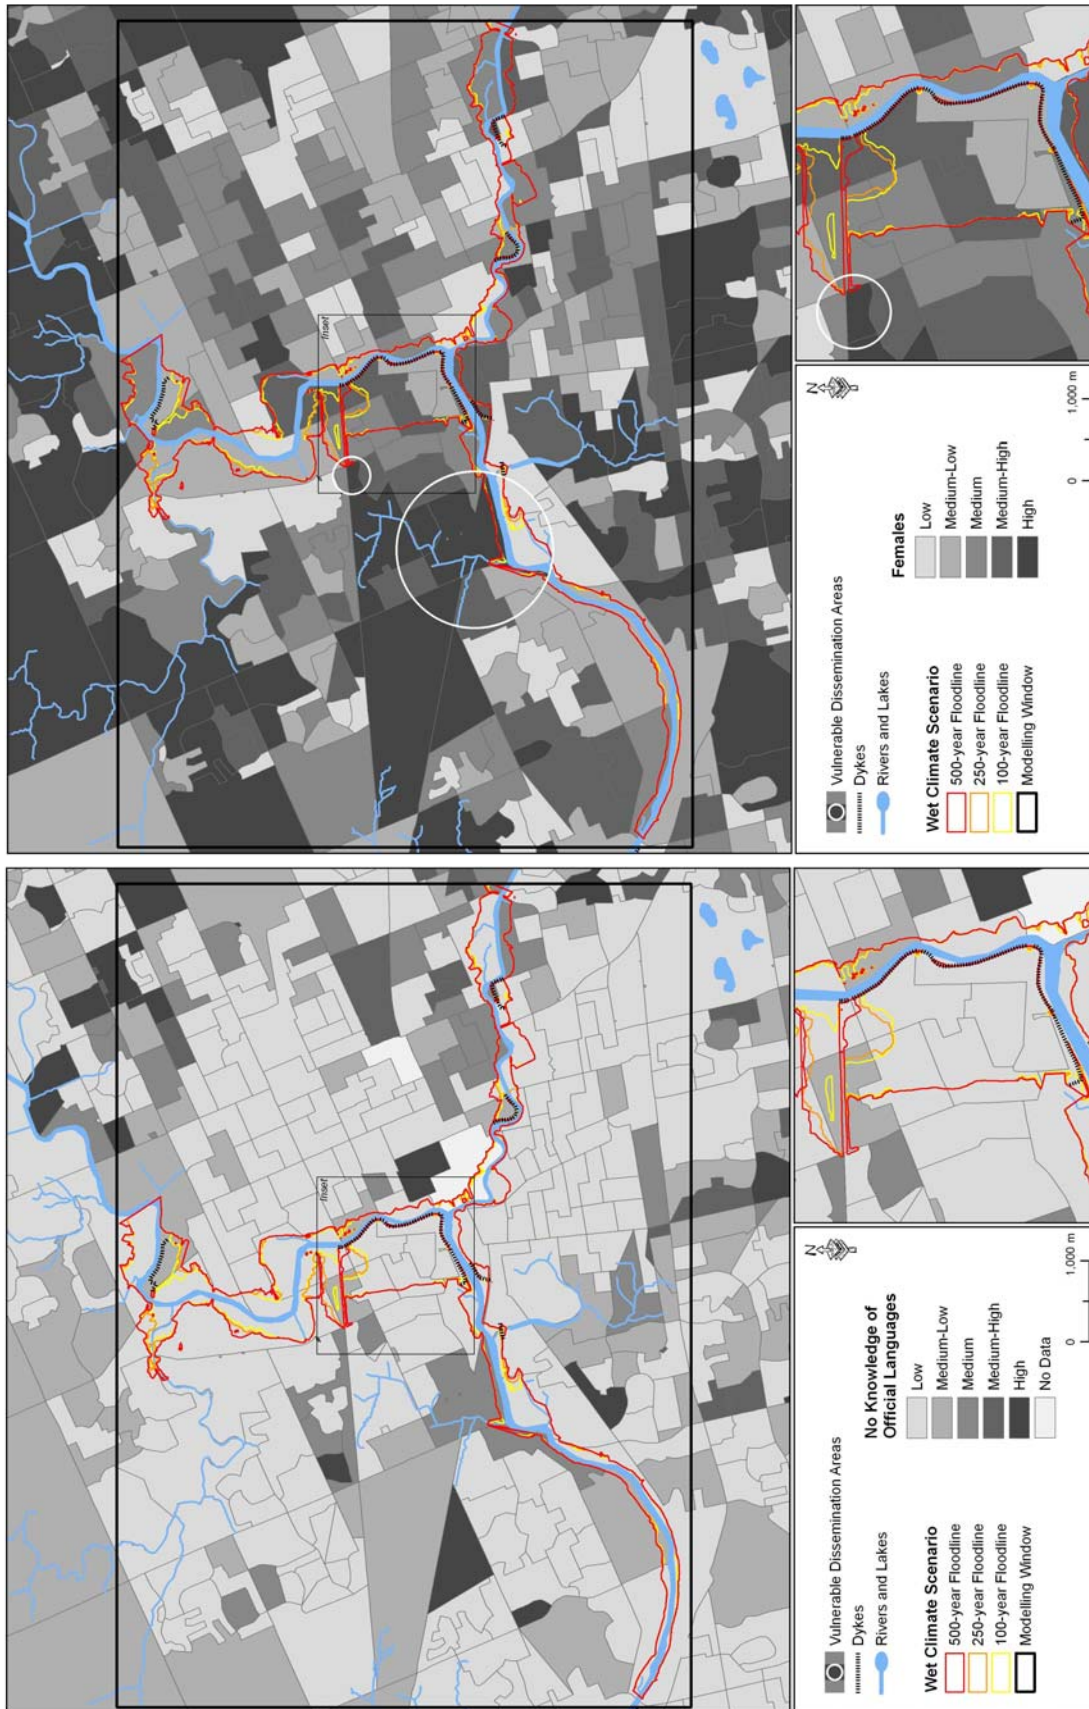 Inset
Vulnerable Dissemination Areas
Dykes
Rivers and Lakes
Wet Climate Scenario
500-year Floodline
250-year Floodline
100-year Floodline
Modelling Window
No Knowledge of
Official Languages
Low
Medium-Low
Medium
Medium-High
High
No Data
N
0
1,000 m
Inset
Vulnerable Dissemination Areas
Dykes
Rivers and Lakes
Wet Climate Scenario
500-year Floodline
250-year Floodline
100-year Floodline
Modelling Window
Females
Low
Medium-Low
Medium
Medium-High
High
N
0
1,000 m